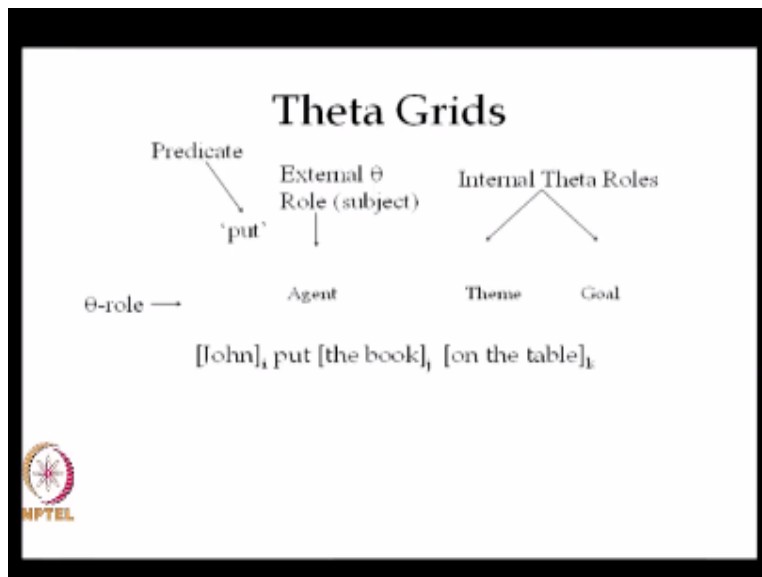 Theta Grids
Predicate
External θ
Role (subject)
Internal Theta Roles
`put`
θ-role
Agent
Theme
Goal
[John]i put [the book]j [on the table]k
NPTEL